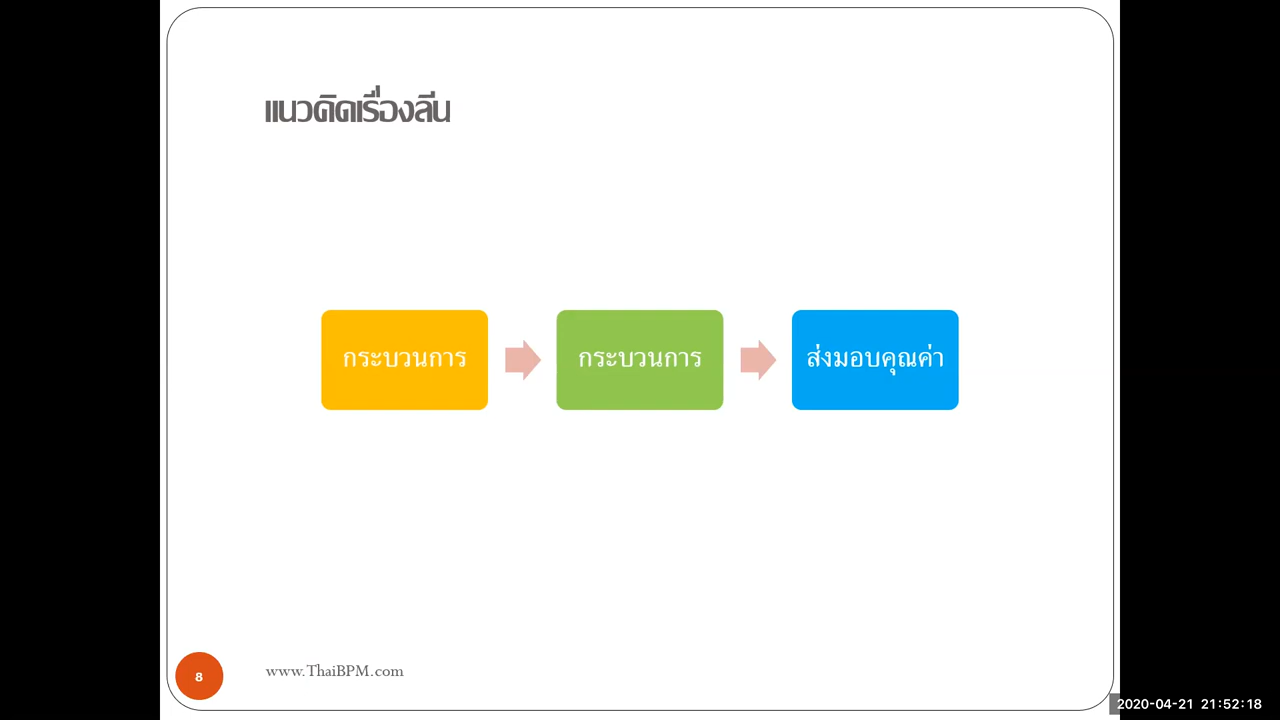 แนวคิดเรื่องลีน
กระบวนการ
กระบวนการ
ส่งมอบคุณค่า
8
www.ThaiBPM.com
2020-04-21 21:52:18